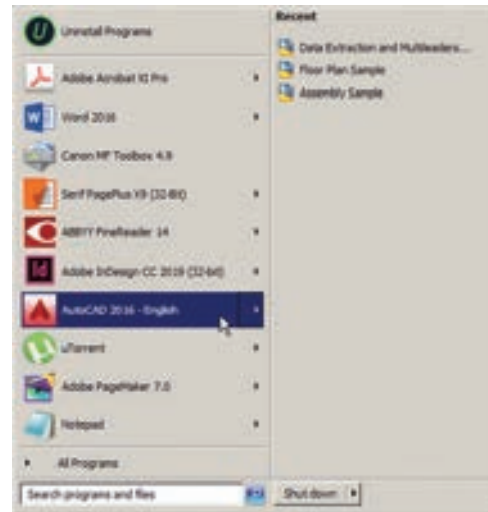 Uninstall Programs
Adobe Acrobat XI Pro
Word 2016
Canon MF Toolbox 4.9
Serif PagePlus X9 (32-Bit)
ABBYY FineReader 14
Adobe InDesign CC 2019 (32-bit)
AutoCAD 2016 - English
uTorrent
Adobe PageMaker 7.0
Notepad
All Programs
Search programs and files
Recent
Data Extraction and Multileaders...
Floor Plan Sample
Assembly Sample
Shut down